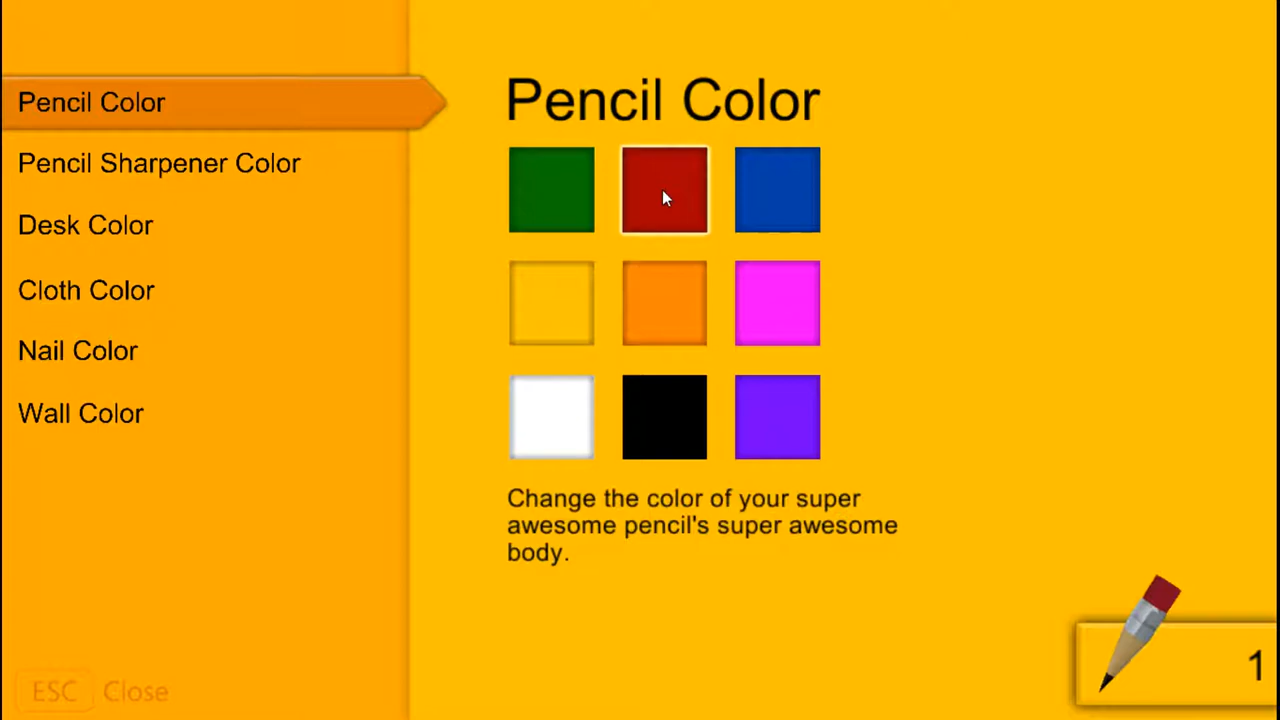 Pencil Color
Pencil Sharpener Color
Desk Color
Cloth Color
Nail Color
Wall Color
ESC Close
Pencil Color
Change the color of your super
awesome pencil's super awesome
body.
1